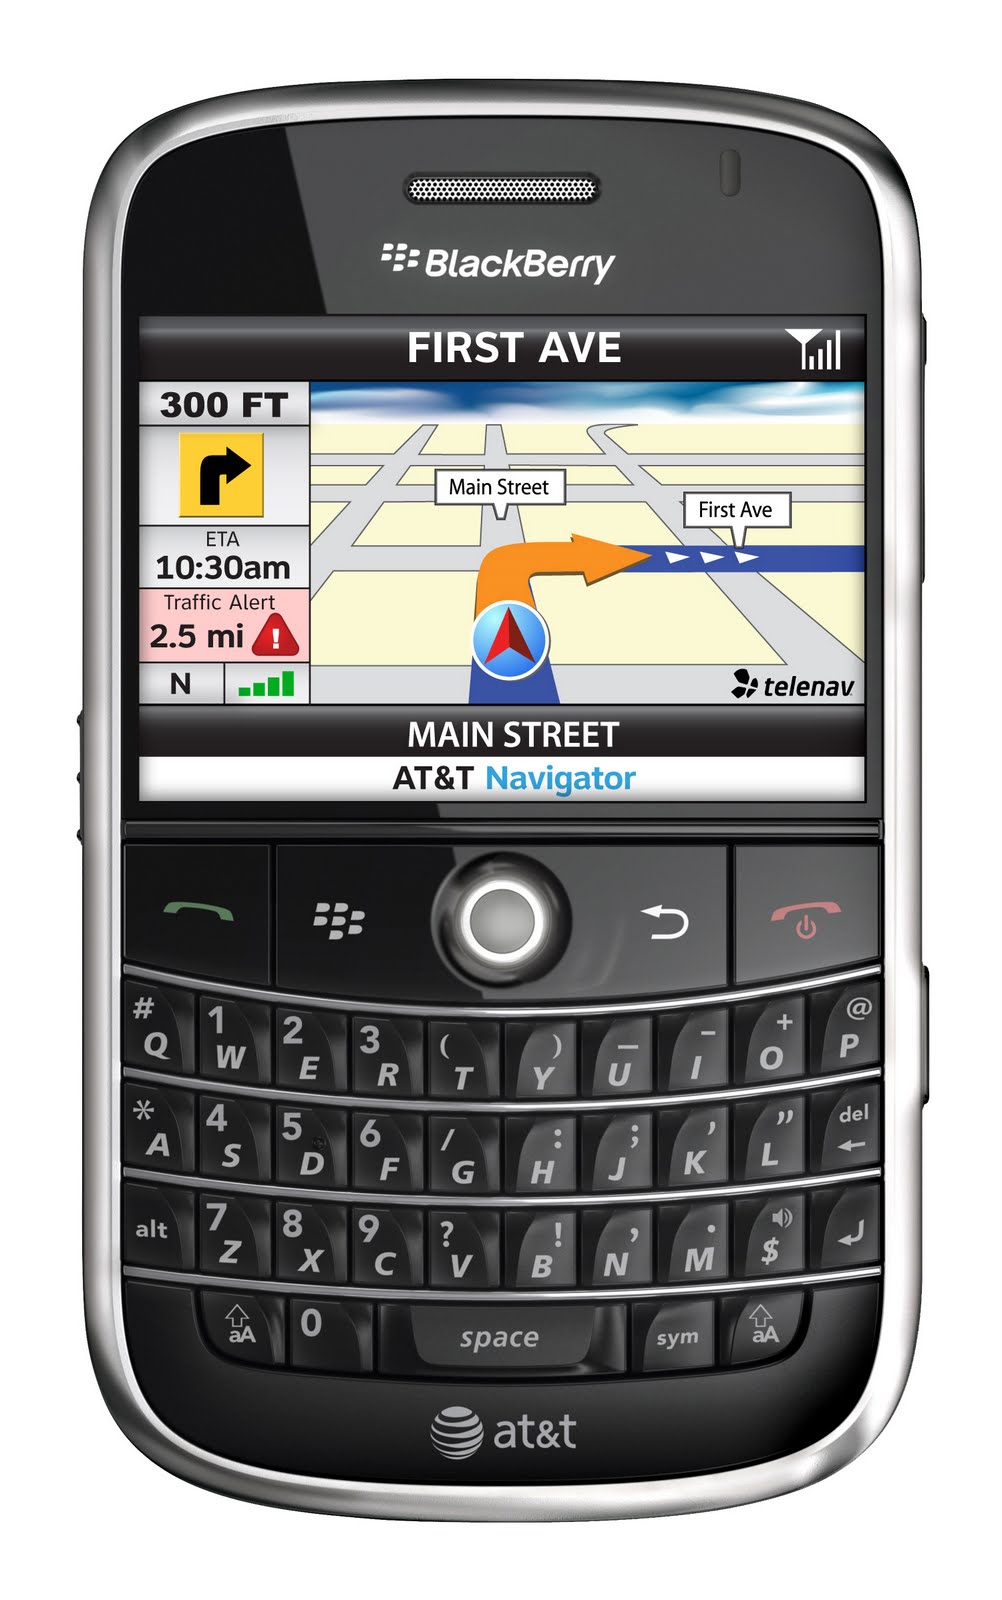 BlackBerry
FIRST AVE
300 FT
ETA
10:30am
Traffic Alert
2.5 mi !
N
Main Street
First Ave
telenav
MAIN STREET
AT&T Navigator
# 1 2 3 ( ) _ - + @
Q W E R T Y U I O P
* 4 5 6 / : ; ' " del
A S D F G H J K L
alt 7 8 9 ? ! , .
Z X C V B N M $
aA 0 space sym aA
at&t